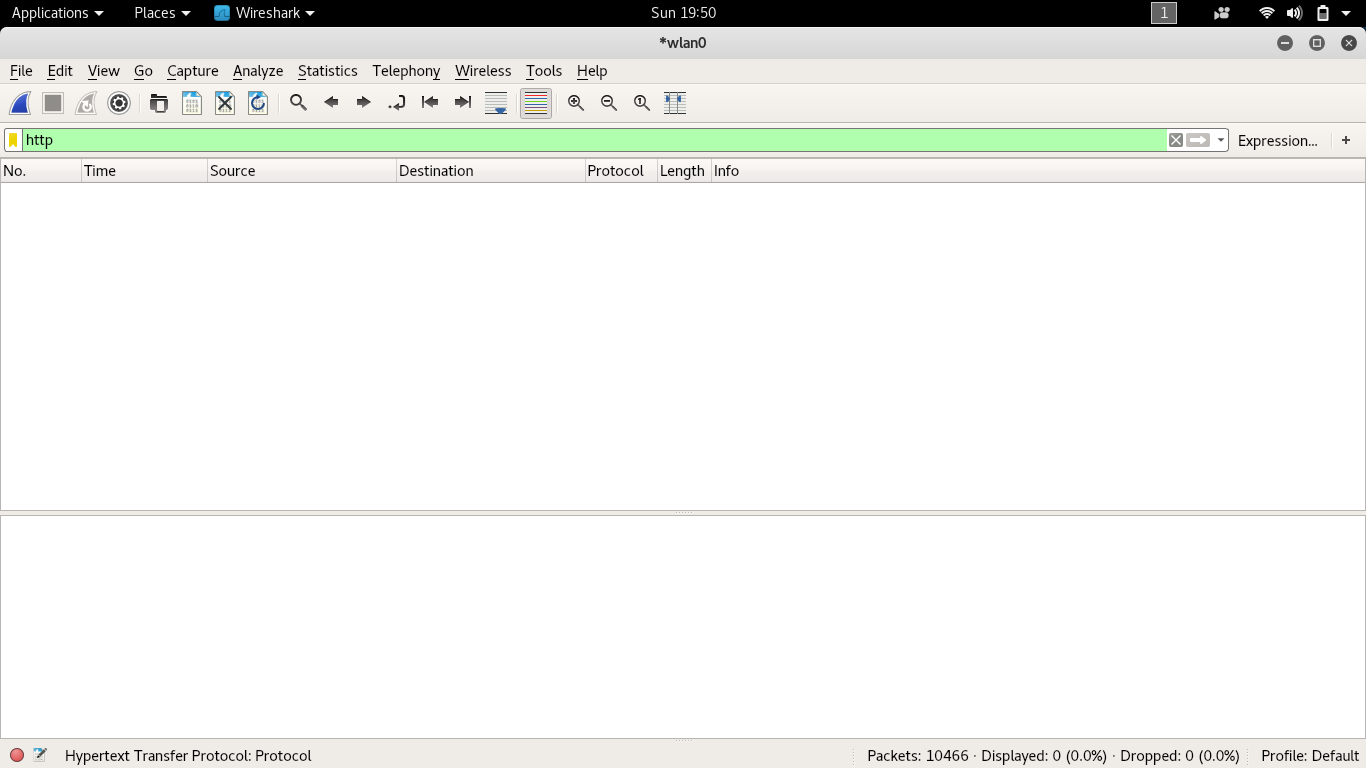 Applications Places Wireshark Sun 19:50 1
*wlan0
File Edit View Go Capture Analyze Statistics Telephony Wireless Tools Help
http Expression... +
No. Time Source Destination Protocol Length Info
Hypertext Transfer Protocol: Protocol Packets: 10466 · Displayed: 0 (0.0%) · Dropped: 0 (0.0%) Profile: Default